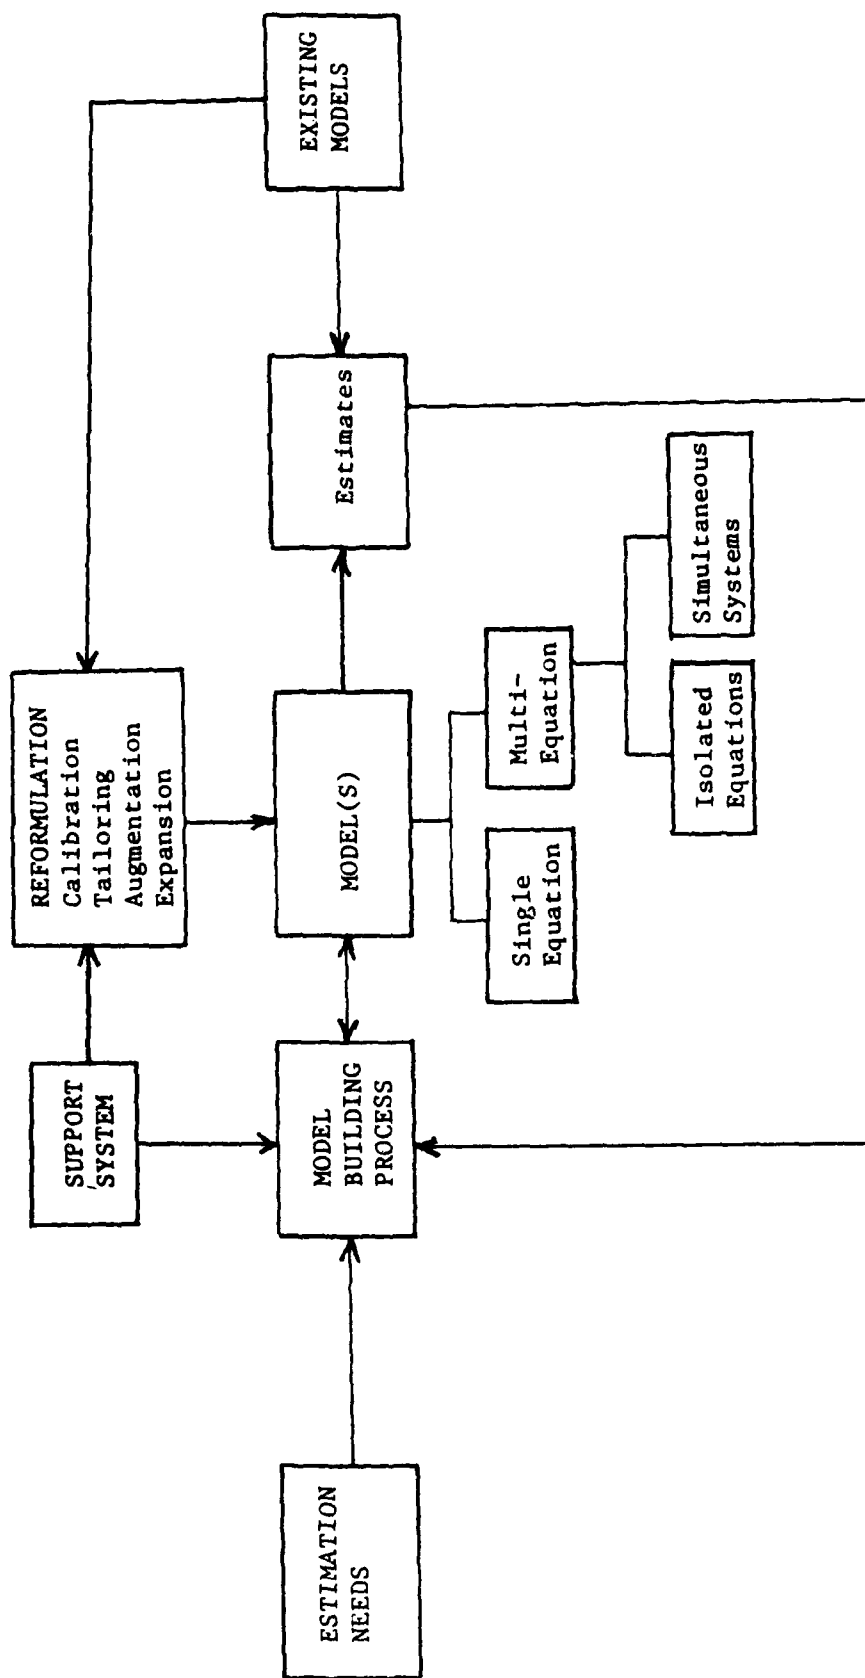 SUPPORT
SYSTEM
REFORMULATION
Calibration
Tailoring
Augmentation
Expansion
ESTIMATION
NEEDS
MODEL
BUILDING
PROCESS
MODEL(S)
Estimates
EXISTING
MODELS
Single
Equation
Multi-
Equation
Isolated
Equations
Simultaneous
Systems